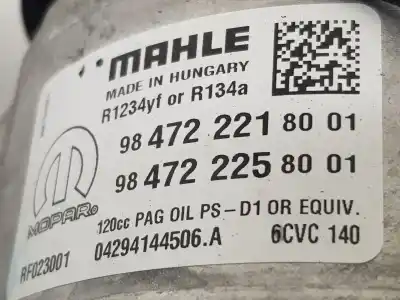 MAHLE
MADE IN HUNGARY
R1234yf or R134a
98 472 221 80 01
98 472 225 80 01
MOPAR®
120cc PAG OIL PS-D1 OR EQUIV.
RF023001 04294144506.A 6CVC 140